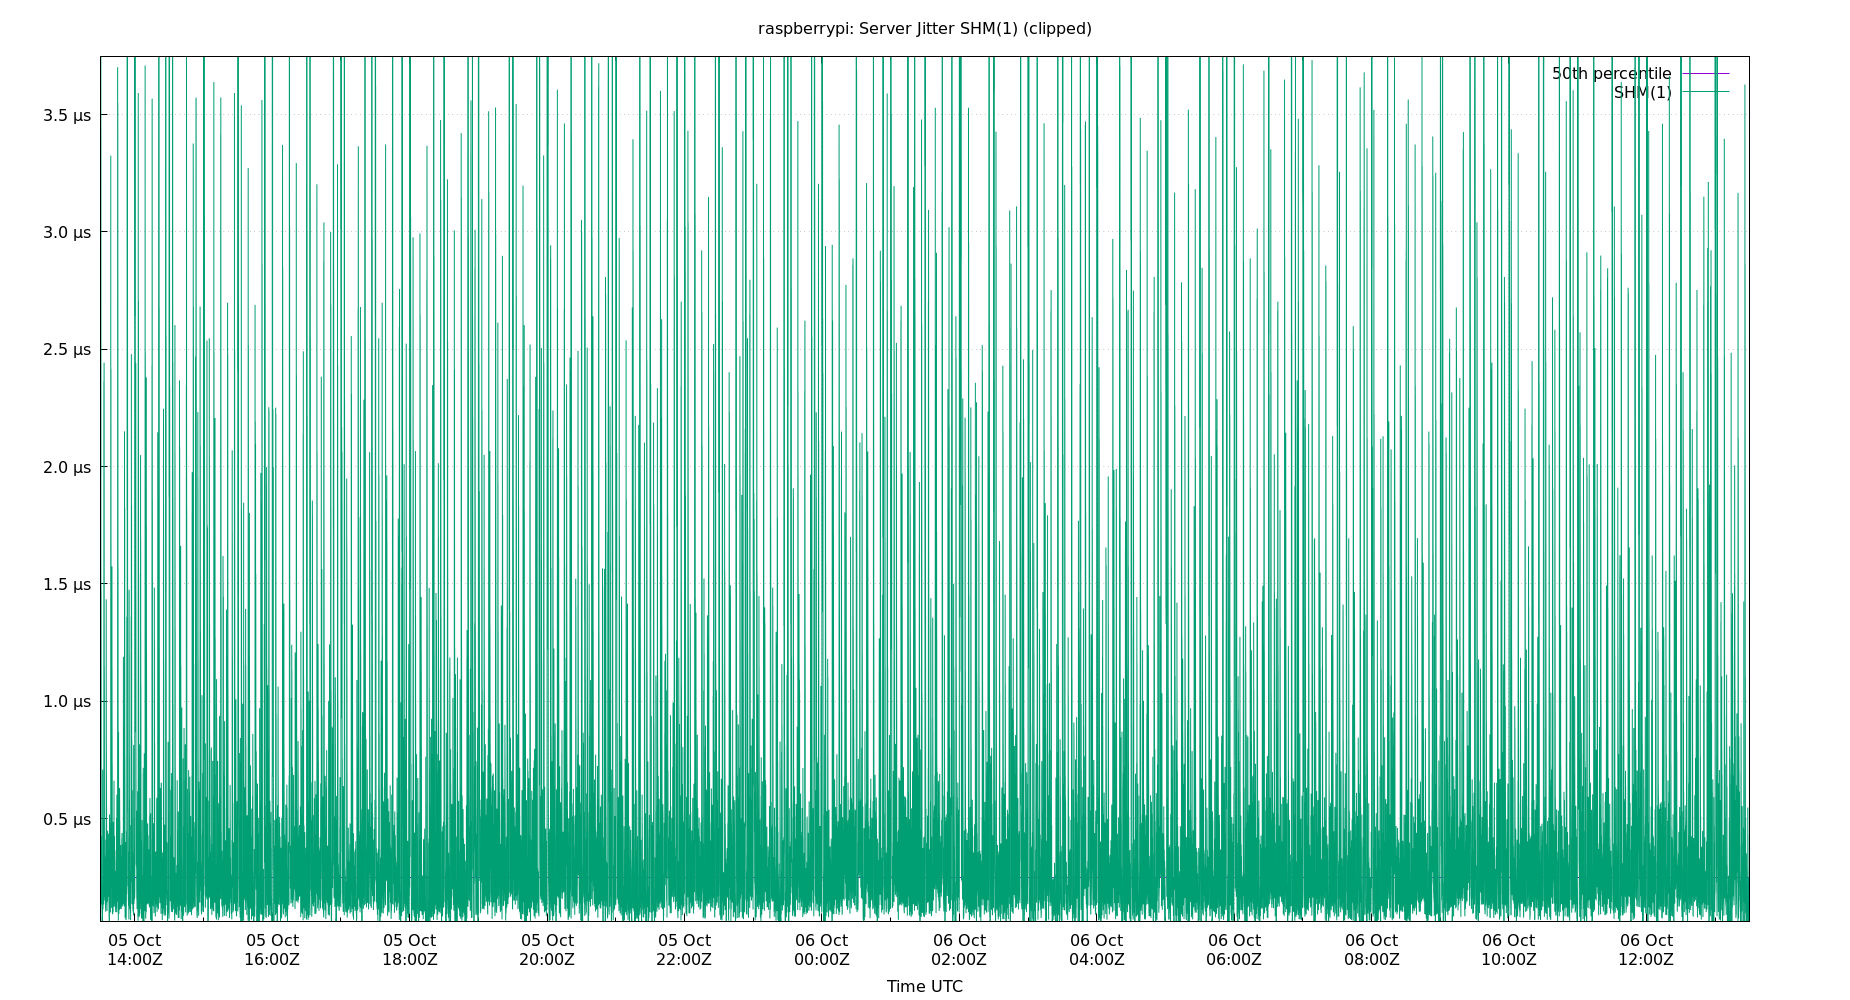 raspberrypi: Server Jitter SHM(1) (clipped)
50th percentile
SHM(1)
3.5 µs
3.0 µs
2.5 µs
2.0 µs
1.5 µs
1.0 µs
0.5 µs
05 Oct 05 Oct 05 Oct 05 Oct 05 Oct 06 Oct 06 Oct 06 Oct 06 Oct 06 Oct 06 Oct 06 Oct
14:00Z 16:00Z 18:00Z 20:00Z 22:00Z 00:00Z 02:00Z 04:00Z 06:00Z 08:00Z 10:00Z 12:00Z
Time UTC